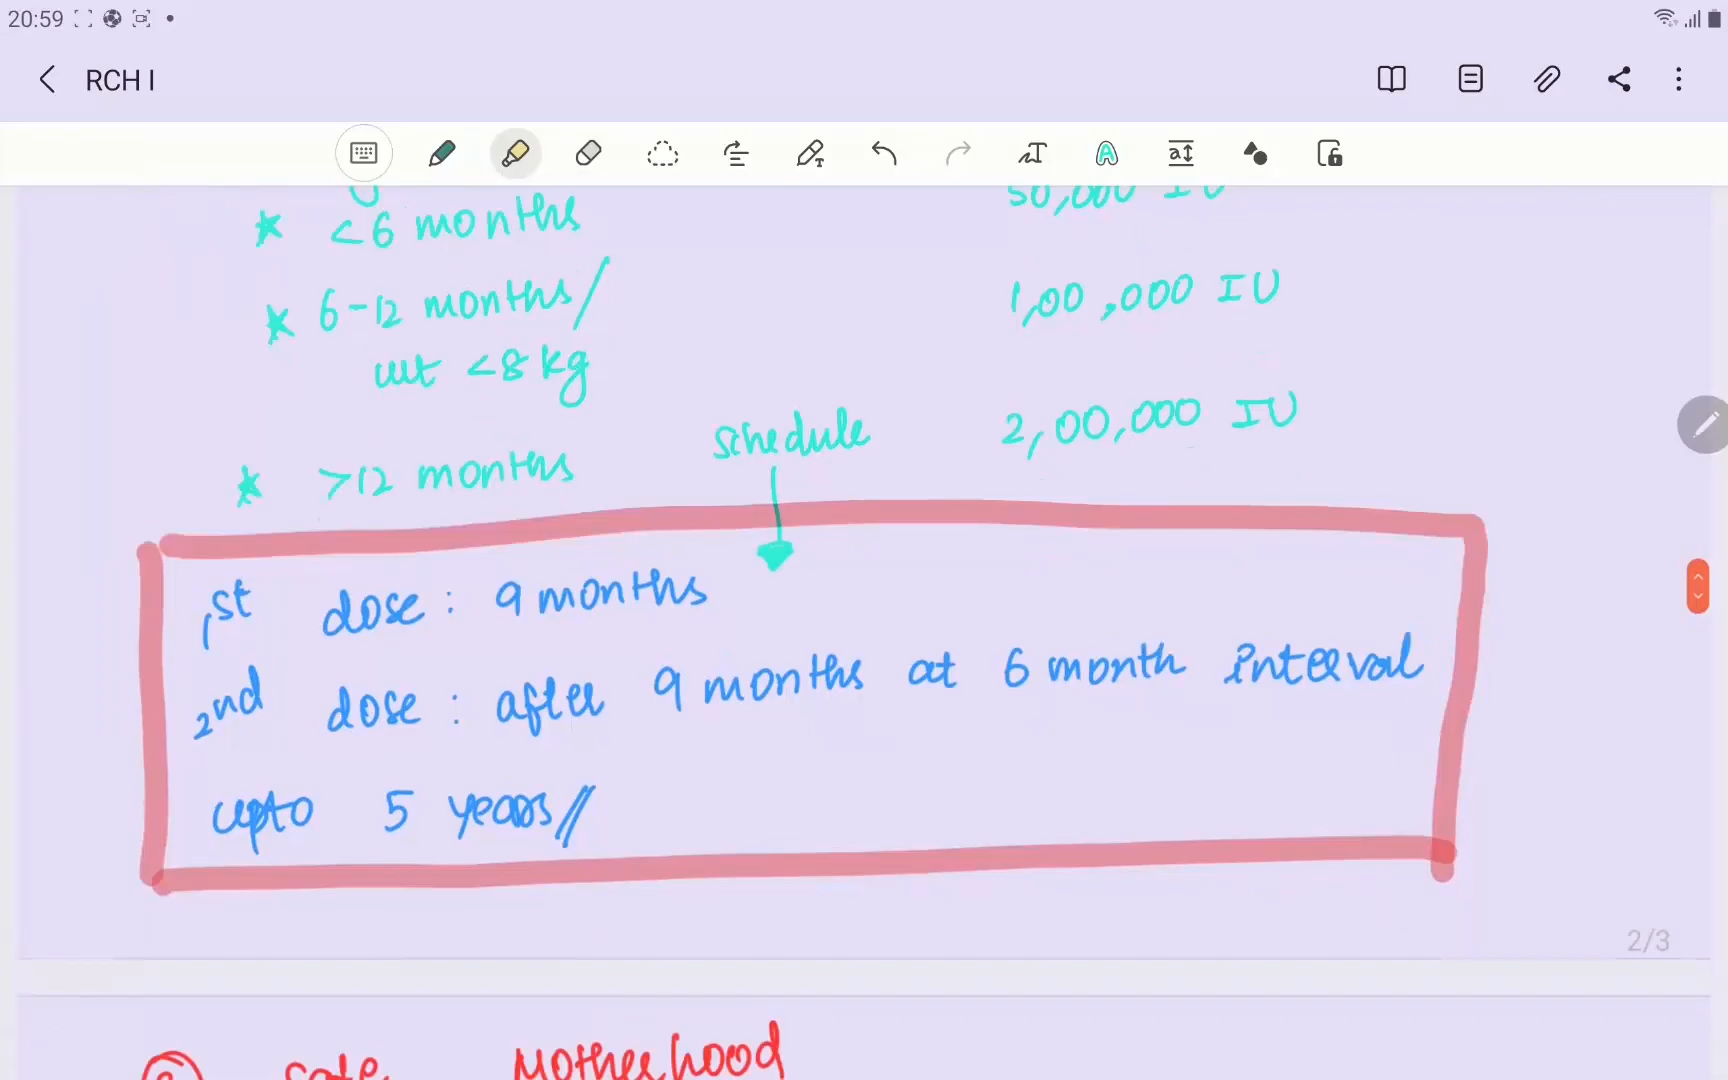 20:59
RCH I
* <6 months 50,000 IU
* 6-12 months/ 1,00,000 IU
wt <8 kg
schedule 2,00,000 IU
* >12 months
1st dose: 9 months
2nd dose: after 9 months at 6 month interval
upto 5 years//
2/3
Safe Motherhood